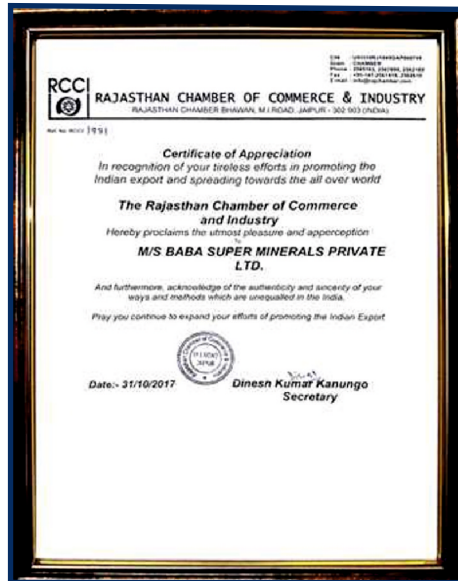 RCCI
RAJASTHAN CHAMBER OF COMMERCE & INDUSTRY
RAJASTHAN CHAMBER BHAWAN, M.I.ROAD, JAIPUR - 302 003 (INDIA)
1991
Certificate of Appreciation
In recognition of your tireless efforts in promoting the
Indian export and spreading towards the all over world
The Rajasthan Chamber of Commerce
and Industry
Hereby proclaims the utmost pleasure and apperception
To
M/S BABA SUPER MINERALS PRIVATE
LTD.
And furthermore, acknowledge of the authenticity and sincerity of your
ways and methods which are unequalled in the India.
Pray you continue to expand your efforts of promoting the Indian Export
Date:- 31/10/2017
Dinesh Kumar Kanungo
Secretary